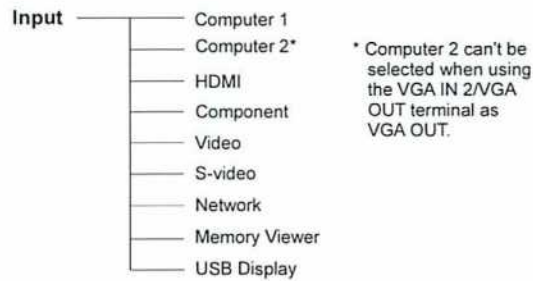 Input
Computer 1
Computer 2*
HDMI
Component
Video
S-video
Network
Memory Viewer
USB Display
* Computer 2 can't be
selected when using
the VGA IN 2/VGA
OUT terminal as
VGA OUT.